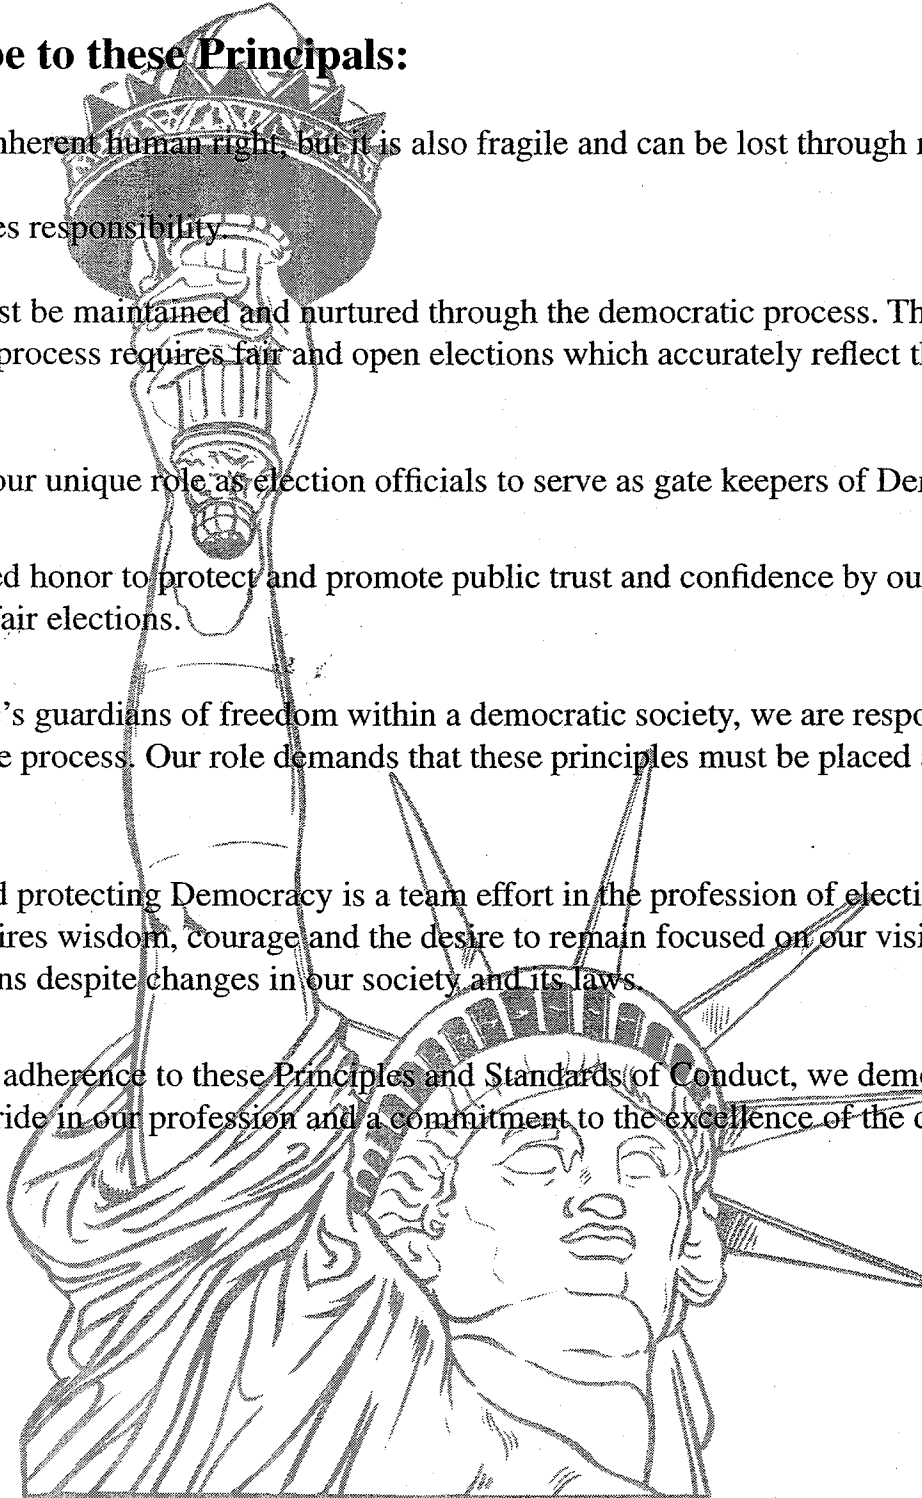 be to these Principals:
nherent human right, but it is also fragile and can be lost through
es responsibility.
st be maintained and nurtured through the democratic process. Th
process requires fair and open elections which accurately reflect t
our unique role as election officials to serve as gate keepers of De
ed honor to protect and promote public trust and confidence by ou
fair elections.
's guardians of freedom within a democratic society, we are respo
e process. Our role demands that these principles must be placed
d protecting Democracy is a team effort in the profession of electi
ires wisdom, courage and the desire to remain focused on our visi
ns despite changes in our society and its laws.
adherence to these Principles and Standards of Conduct, we dem
ride in our profession and a commitment to the excellence of the